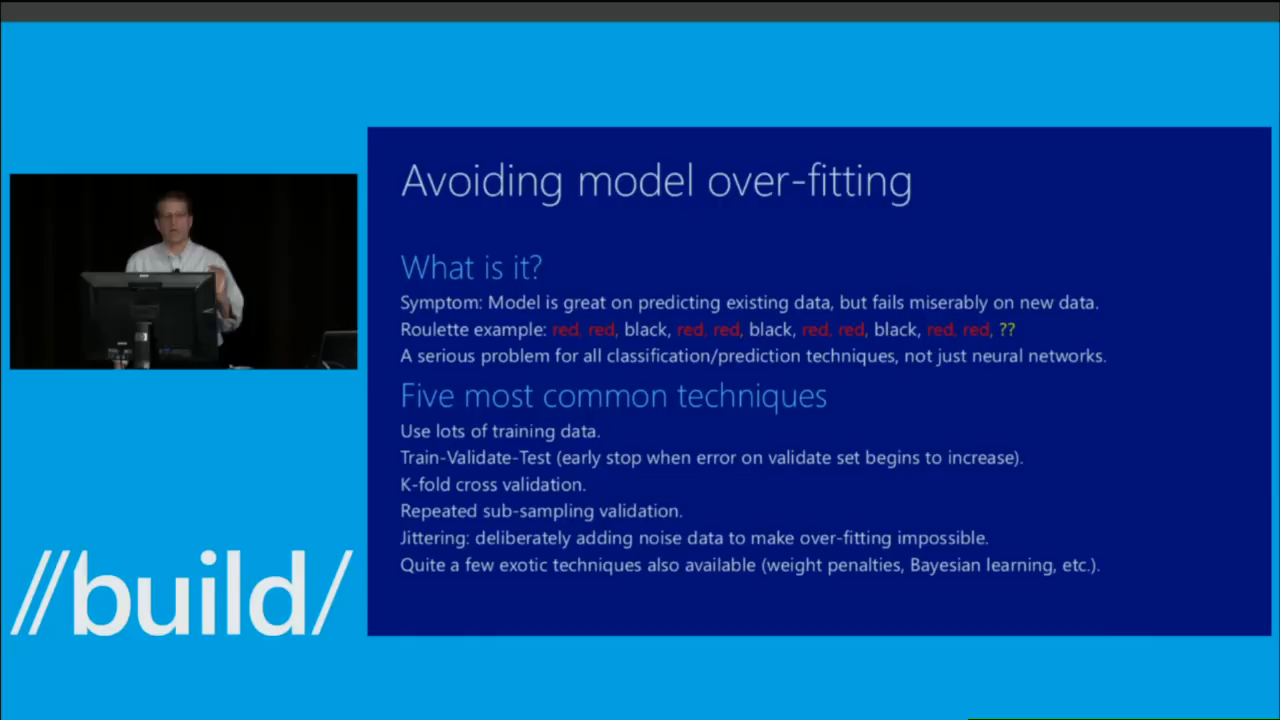 Avoiding model over-fitting
What is it?
Symptom: Model is great on predicting existing data, but fails miserably on new data.
Roulette example: red, red, black, red, red, black, red, red, black, red, red, ??
A serious problem for all classification/prediction techniques, not just neural networks.
Five most common techniques
Use lots of training data.
Train-Validate-Test (early stop when error on validate set begins to increase).
K-fold cross validation.
Repeated sub-sampling validation.
Jittering: deliberately adding noise data to make over-fitting impossible.
Quite a few exotic techniques also available (weight penalties, Bayesian learning, etc.).
//build/